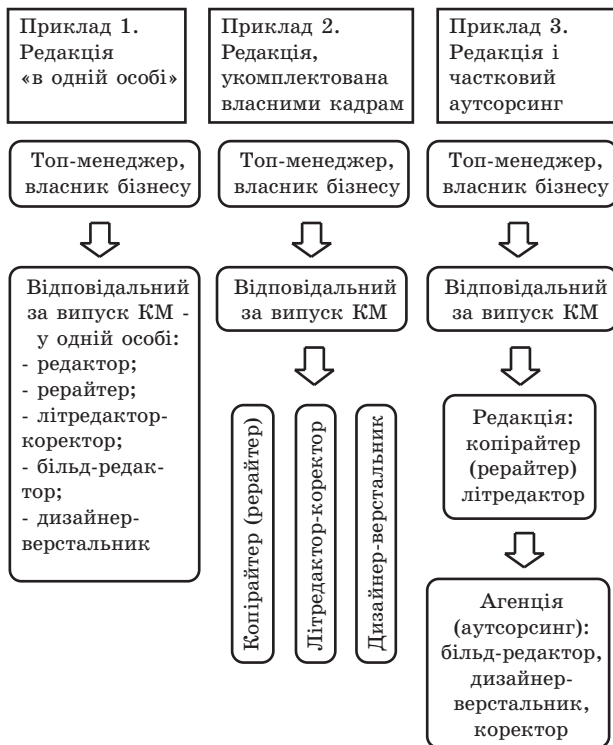 Приклад 1.
Редакція
«в одній особі»
Приклад 2.
Редакція,
укомплектована
власними кадрам
Приклад 3.
Редакція і
частковий
аутсорсинг
Топ-менеджер,
власник бізнесу
Топ-менеджер,
власник бізнесу
Топ-менеджер,
власник бізнесу
Відповідальний
за випуск КМ -
у одній особі:
- редактор;
- рерайтер;
- літредактор-
коректор;
- більд-редак-
тор;
- дизайнер-
верстальник
Відповідальний
за випуск КМ
Відповідальний
за випуск КМ
Копірайтер (рерайтер)
Літредактор-коректор
Дизайнер-верстальник
Редакція:
копірайтер
(рерайтер)
літредактор
Агенція
(аутсорсинг):
більд-редактор,
дизайнер-
верстальник,
коректор